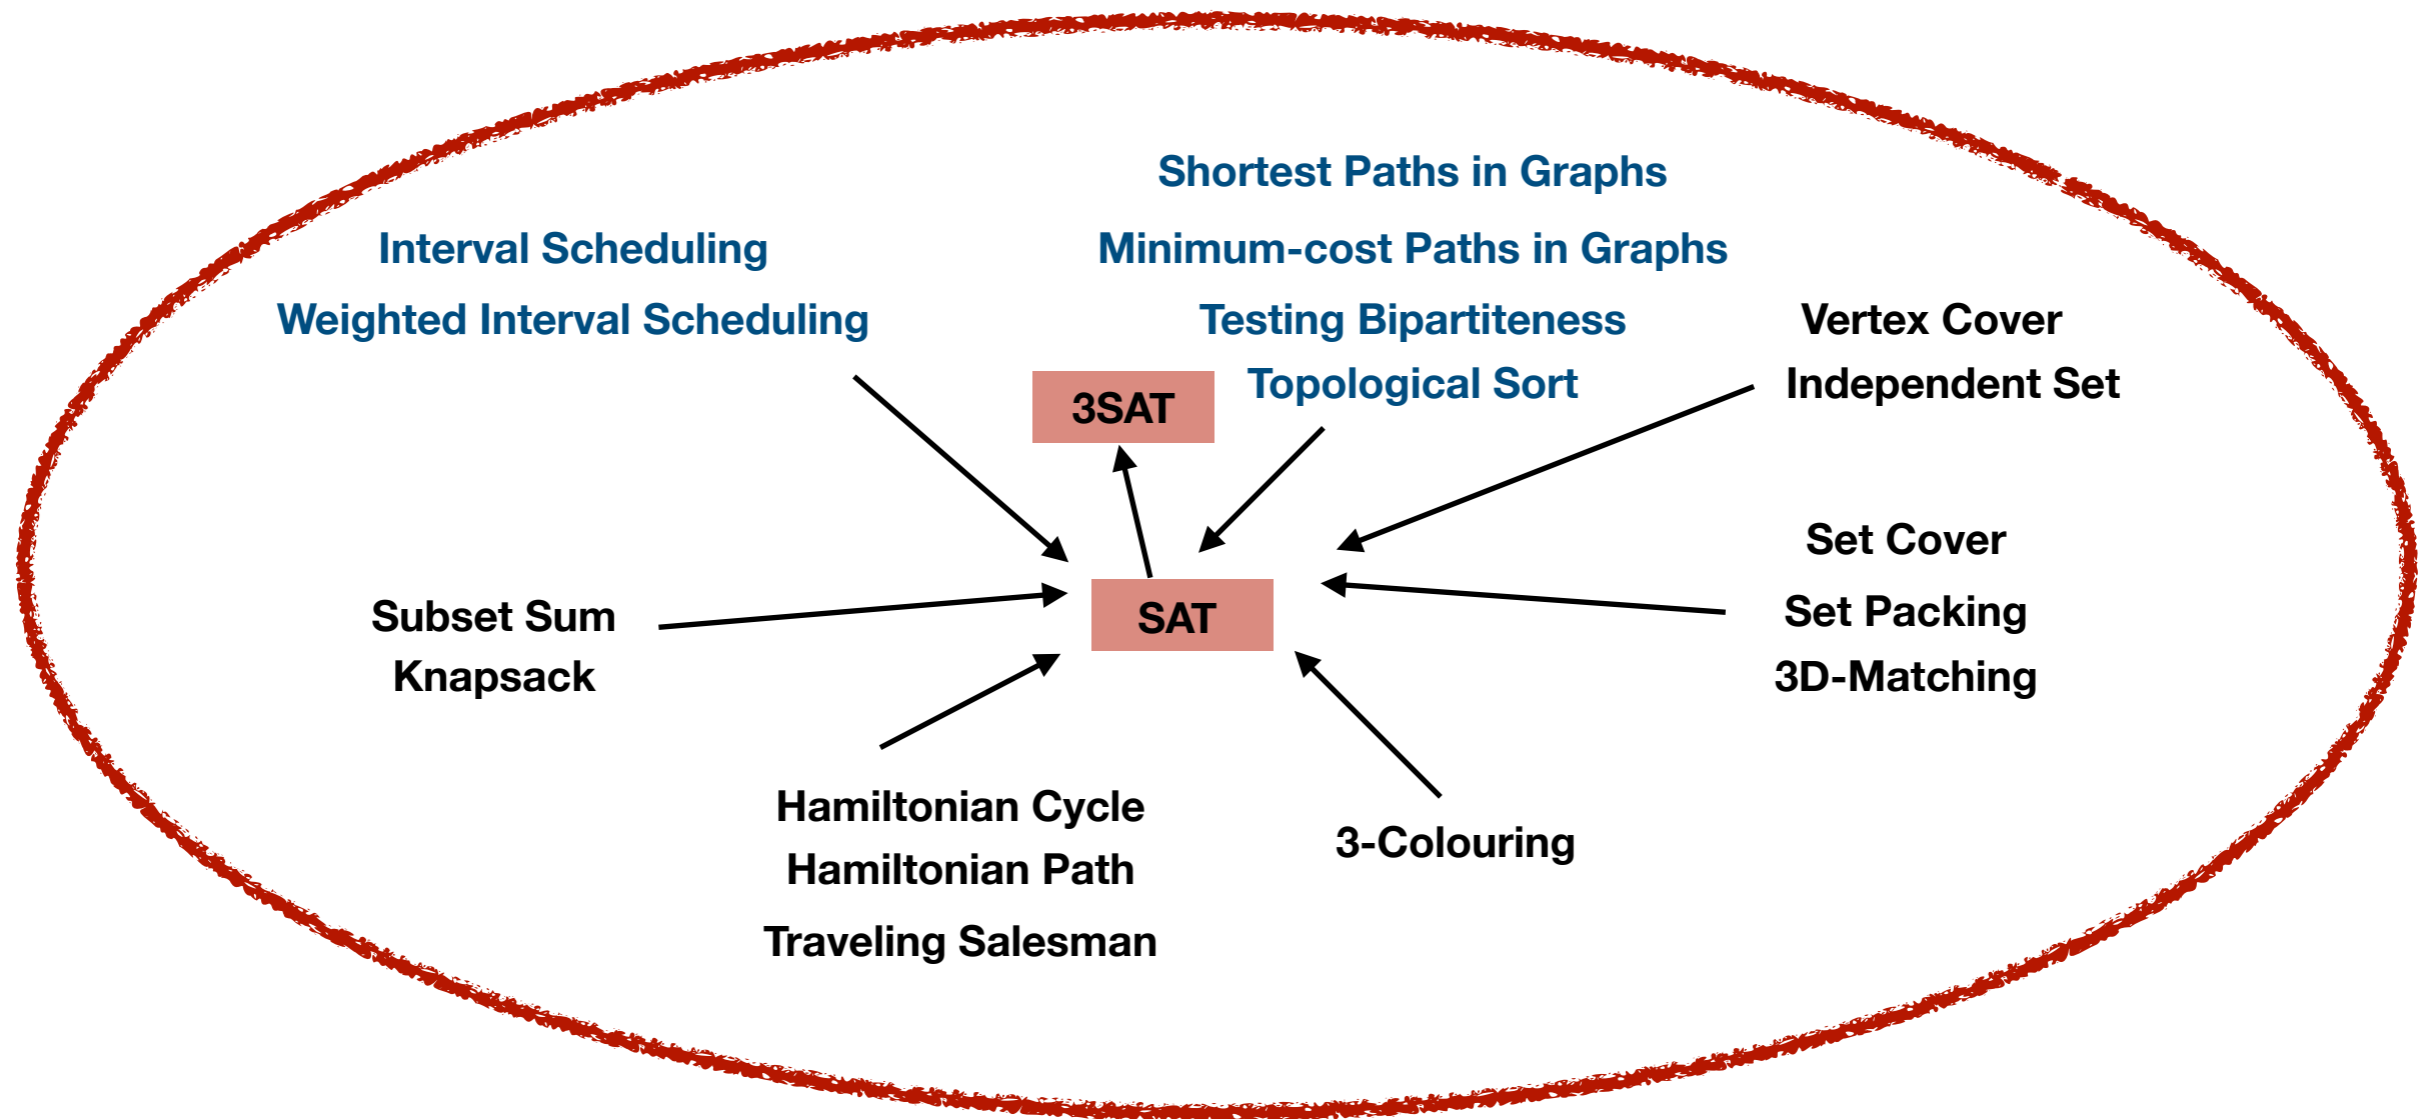 Shortest Paths in Graphs
Interval Scheduling
Minimum-cost Paths in Graphs
Weighted Interval Scheduling
Testing Bipartiteness
Vertex Cover
3SAT
Topological Sort
Independent Set
Set Cover
Subset Sum
SAT
Set Packing
Knapsack
3D-Matching
Hamiltonian Cycle
3-Colouring
Hamiltonian Path
Traveling Salesman